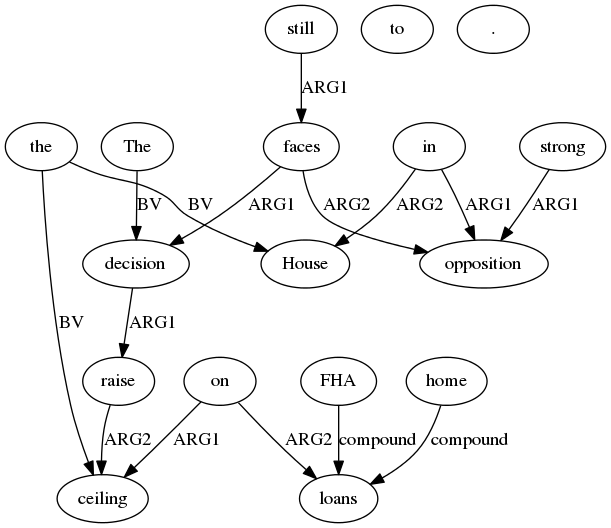 still to .
ARG1
the The faces in strong
BV BV ARG1 ARG2 ARG2 ARG1 ARG1
decision House opposition
BV ARG1
raise on FHA home
ARG2 ARG1 ARG2 compound compound
ceiling loans